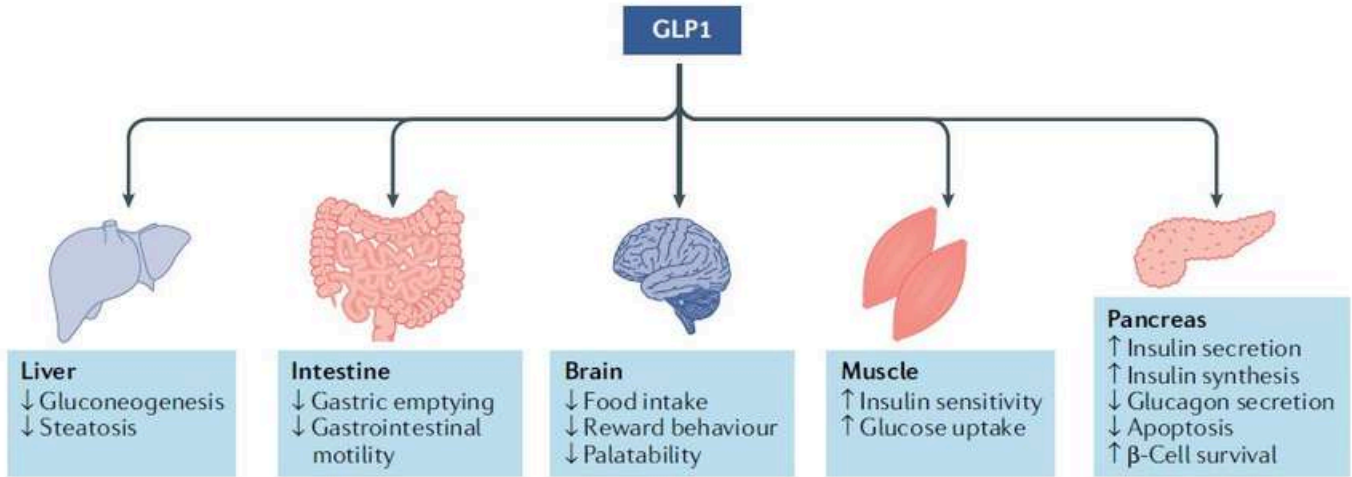 GLP1
Liver
↓ Gluconeogenesis
↓ Steatosis
Intestine
↓ Gastric emptying
↓ Gastrointestinal
motility
Brain
↓ Food intake
↓ Reward behaviour
↓ Palatability
Muscle
↑ Insulin sensitivity
↑ Glucose uptake
Pancreas
↑ Insulin secretion
↑ Insulin synthesis
↓ Glucagon secretion
↓ Apoptosis
↑ β-Cell survival